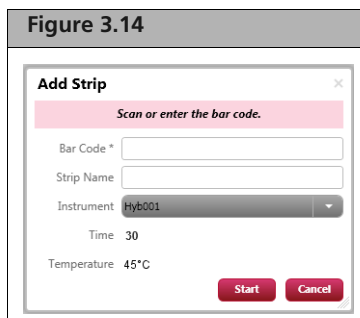 Figure 3.14
Add Strip
Scan or enter the bar code.
Bar Code *
Strip Name
Instrument Hyb001
Time 30
Temperature 45°C
Start Cancel